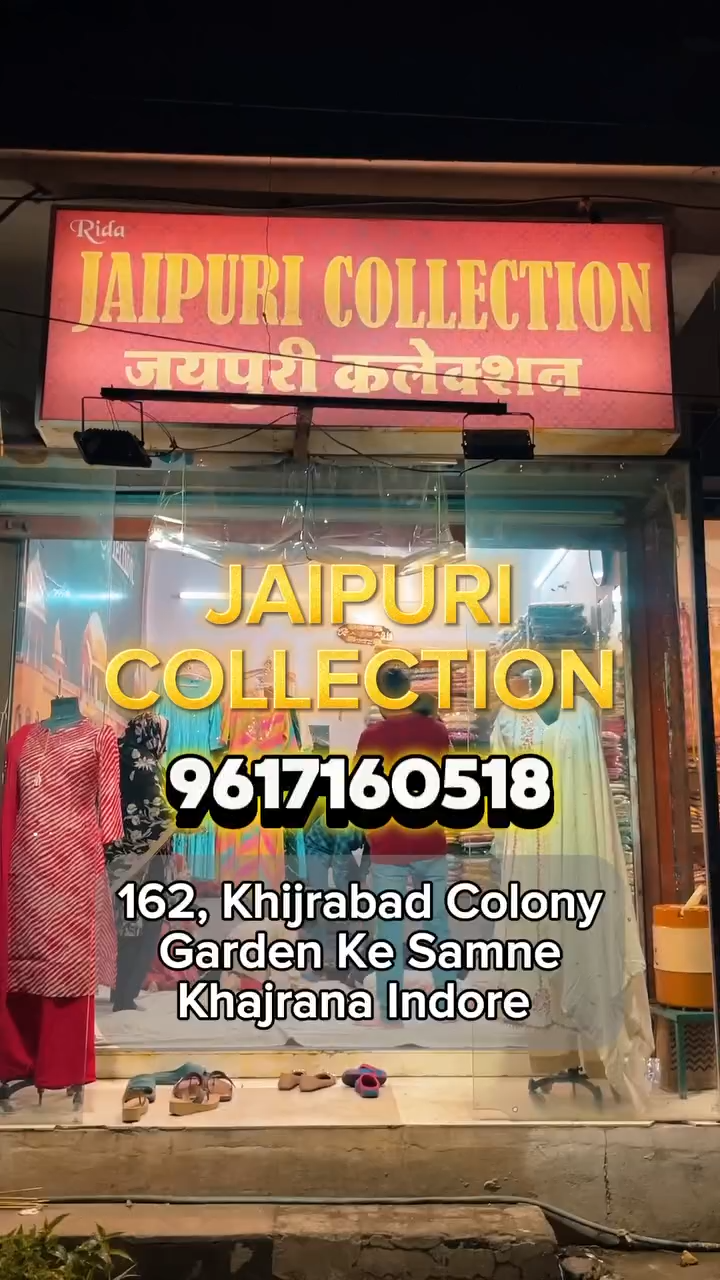 Rida
JAIPURI COLLECTION
जयपुरी कलेक्शन
JAIPURI
COLLECTION
9617160518
162, Khijrabad Colony
Garden Ke Samne
Khajrana Indore